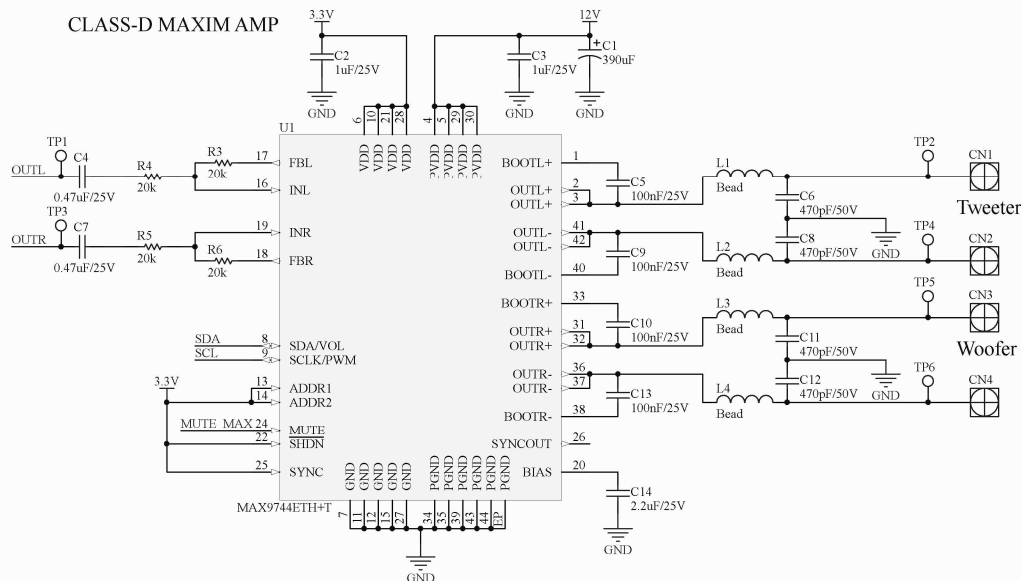 CLASS-D MAXIM AMP
3.3V
C2
1uF/25V
GND
12V
C3
1uF/25V
GND
C1
390uF
GND
U1
6
10
21
28
4
5
29
30
VDD
VDD
VDD
VDD
PVDD
PVDD
PVDD
PVDD
TP1
OUTL
C4
0.47uF/25V
R4
20k
R3
20k
17
FBL
16
INL
TP3
OUTR
C7
0.47uF/25V
R5
20k
R6
20k
19
INR
18
FBR
SDA
8
SDA/VOL
SCL
9
SCLK/PWM
3.3V
13
ADDR1
14
ADDR2
MUTE_MAX 24
MUTE
22
SHDN
25
SYNC
MAX9744ETH+T
GND
GND
GND
GND
GND
PGND
PGND
PGND
PGND
PGND
PGND
7
11
12
15
27
34
35
39
43
44
EP
GND
BOOTL+
1
OUTL+
2
OUTL+
3
C5
100nF/25V
OUTL-
41
OUTL-
42
BOOTL-
40
C9
100nF/25V
BOOTR+
33
OUTR+
31
OUTR+
32
C10
100nF/25V
OUTR-
36
OUTR-
37
BOOTR-
38
C13
100nF/25V
SYNCOUT
26
BIAS
20
C14
2.2uF/25V
GND
L1
Bead
L2
Bead
C6
470pF/50V
C8
470pF/50V
GND
TP2
CN1
Tweeter
TP4
CN2
L3
Bead
L4
Bead
C11
470pF/50V
C12
470pF/50V
GND
TP5
CN3
Woofer
TP6
CN4